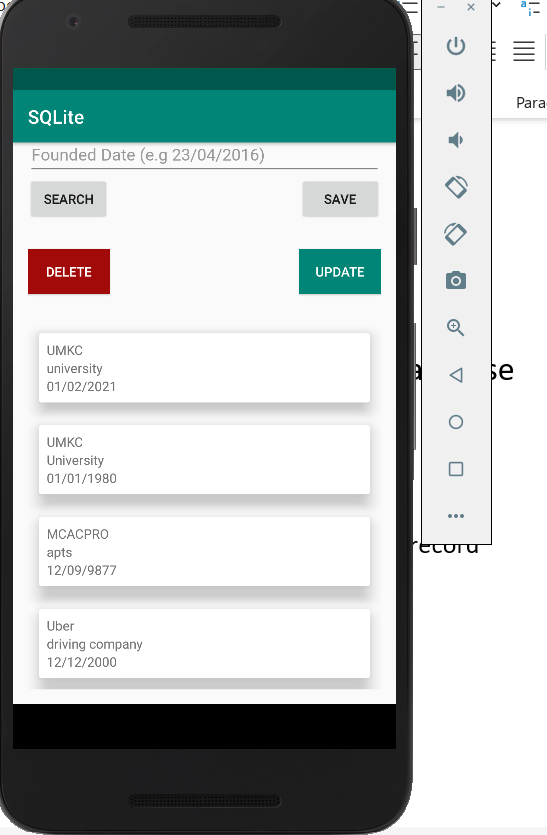 SQLite
Para
Founded Date (e.g 23/04/2016)
SEARCH
SAVE
DELETE
UPDATE
UMKC
university
01/02/2021
se
UMKC
University
01/01/1980
MCACPRO
apts
12/09/9877
record
Uber
driving company
12/12/2000